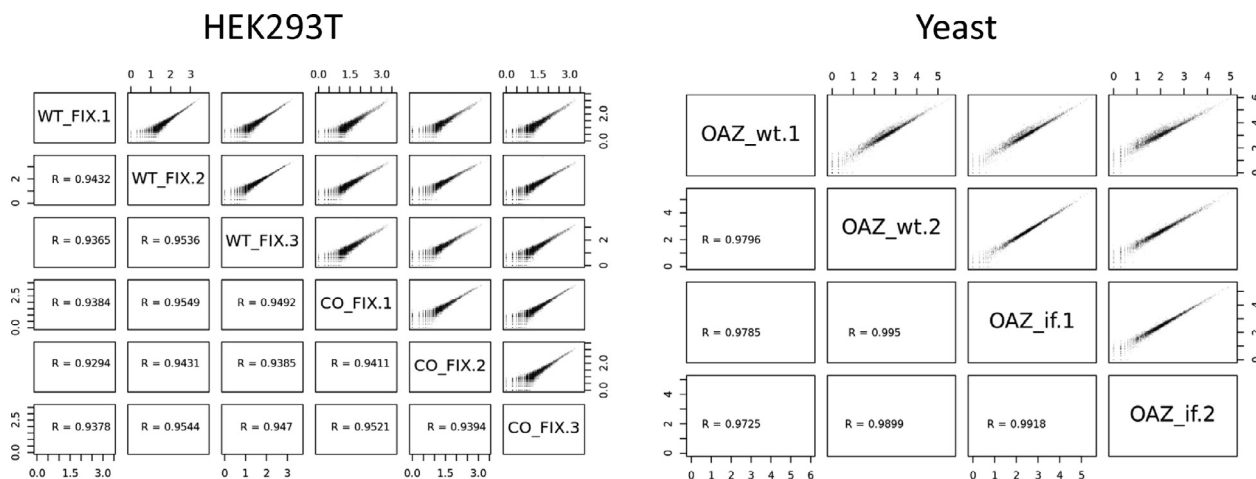 HEK293T
Yeast
0 1 2 3
0.0 1.5 3.0
0.0 1.5 3.0
WT_FIX.1
0.0 2.0
0 2
R = 0.9432
WT_FIX.2
R = 0.9365
R = 0.9536
WT_FIX.3
0 2
0.0 2.5
R = 0.9384
R = 0.9549
R = 0.9492
CO_FIX.1
R = 0.9294
R = 0.9431
R = 0.9385
R = 0.9411
CO_FIX.2
0.0 2.0
0.0 2.5
R = 0.9378
R = 0.9544
R = 0.947
R = 0.9521
R = 0.9394
CO_FIX.3
0.0 1.5 3.0
0 1 2 3
0.0 1.5 3.0
0 1 2 3 4 5
0 1 2 3 4 5
OAZ_wt.1
0 2 4 6
0 2 4
R = 0.9796
OAZ_wt.2
R = 0.9785
R = 0.995
OAZ_if.1
0 2 4
0 2 4
R = 0.9725
R = 0.9899
R = 0.9918
OAZ_if.2
0 1 2 3 4 5 6
0 1 2 3 4 5